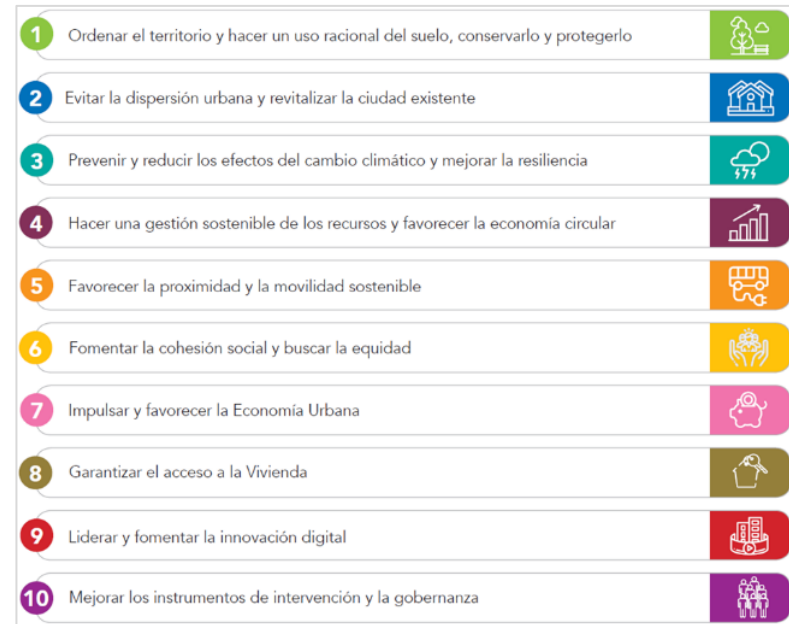 1 Ordenar el territorio y hacer un uso racional del suelo, conservarlo y protegerlo
2 Evitar la dispersión urbana y revitalizar la ciudad existente
3 Prevenir y reducir los efectos del cambio climático y mejorar la resiliencia
4 Hacer una gestión sostenible de los recursos y favorecer la economía circular
5 Favorecer la proximidad y la movilidad sostenible
6 Fomentar la cohesión social y buscar la equidad
7 Impulsar y favorecer la Economía Urbana
8 Garantizar el acceso a la Vivienda
9 Liderar y fomentar la innovación digital
10 Mejorar los instrumentos de intervención y la gobernanza